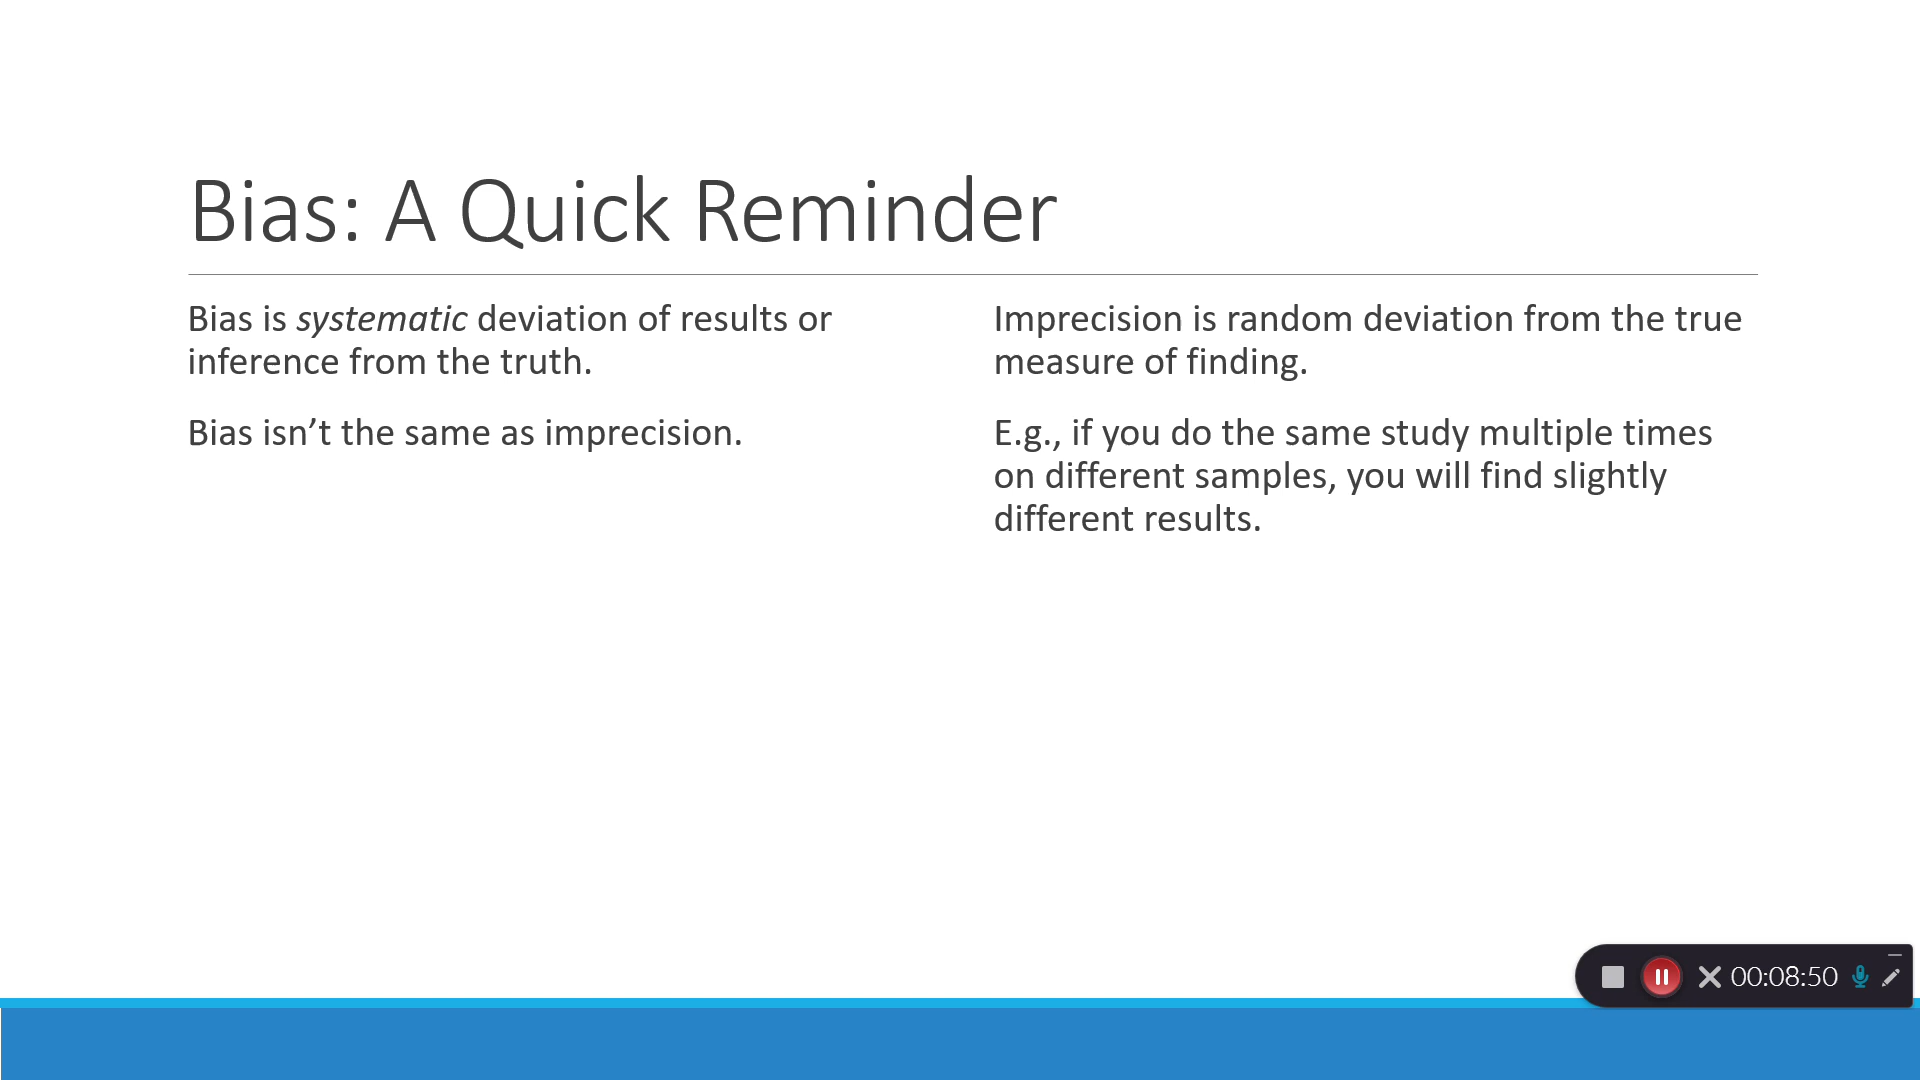 Bias: A Quick Reminder
Bias is systematic deviation of results or
inference from the truth.
Bias isn’t the same as imprecision.
Imprecision is random deviation from the true
measure of finding.
E.g., if you do the same study multiple times
on different samples, you will find slightly
different results.
00:08:50